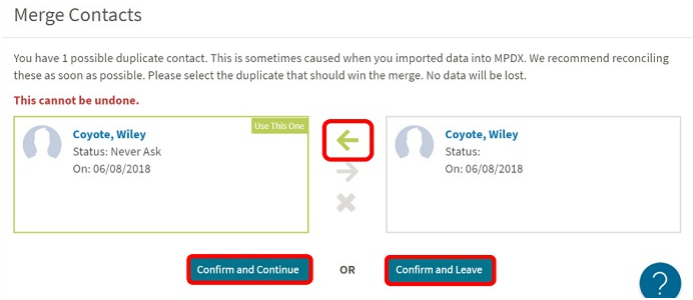 Merge Contacts
You have 1 possible duplicate contact. This is sometimes caused when you imported data into MPDX. We recommend reconciling
these as soon as possible. Please select the duplicate that should win the merge. No data will be lost.
This cannot be undone.
Use This One
Coyote, Wiley
Status: Never Ask
On: 06/08/2018
Coyote, Wiley
Status:
On: 06/08/2018
Confirm and Continue
OR
Confirm and Leave
?